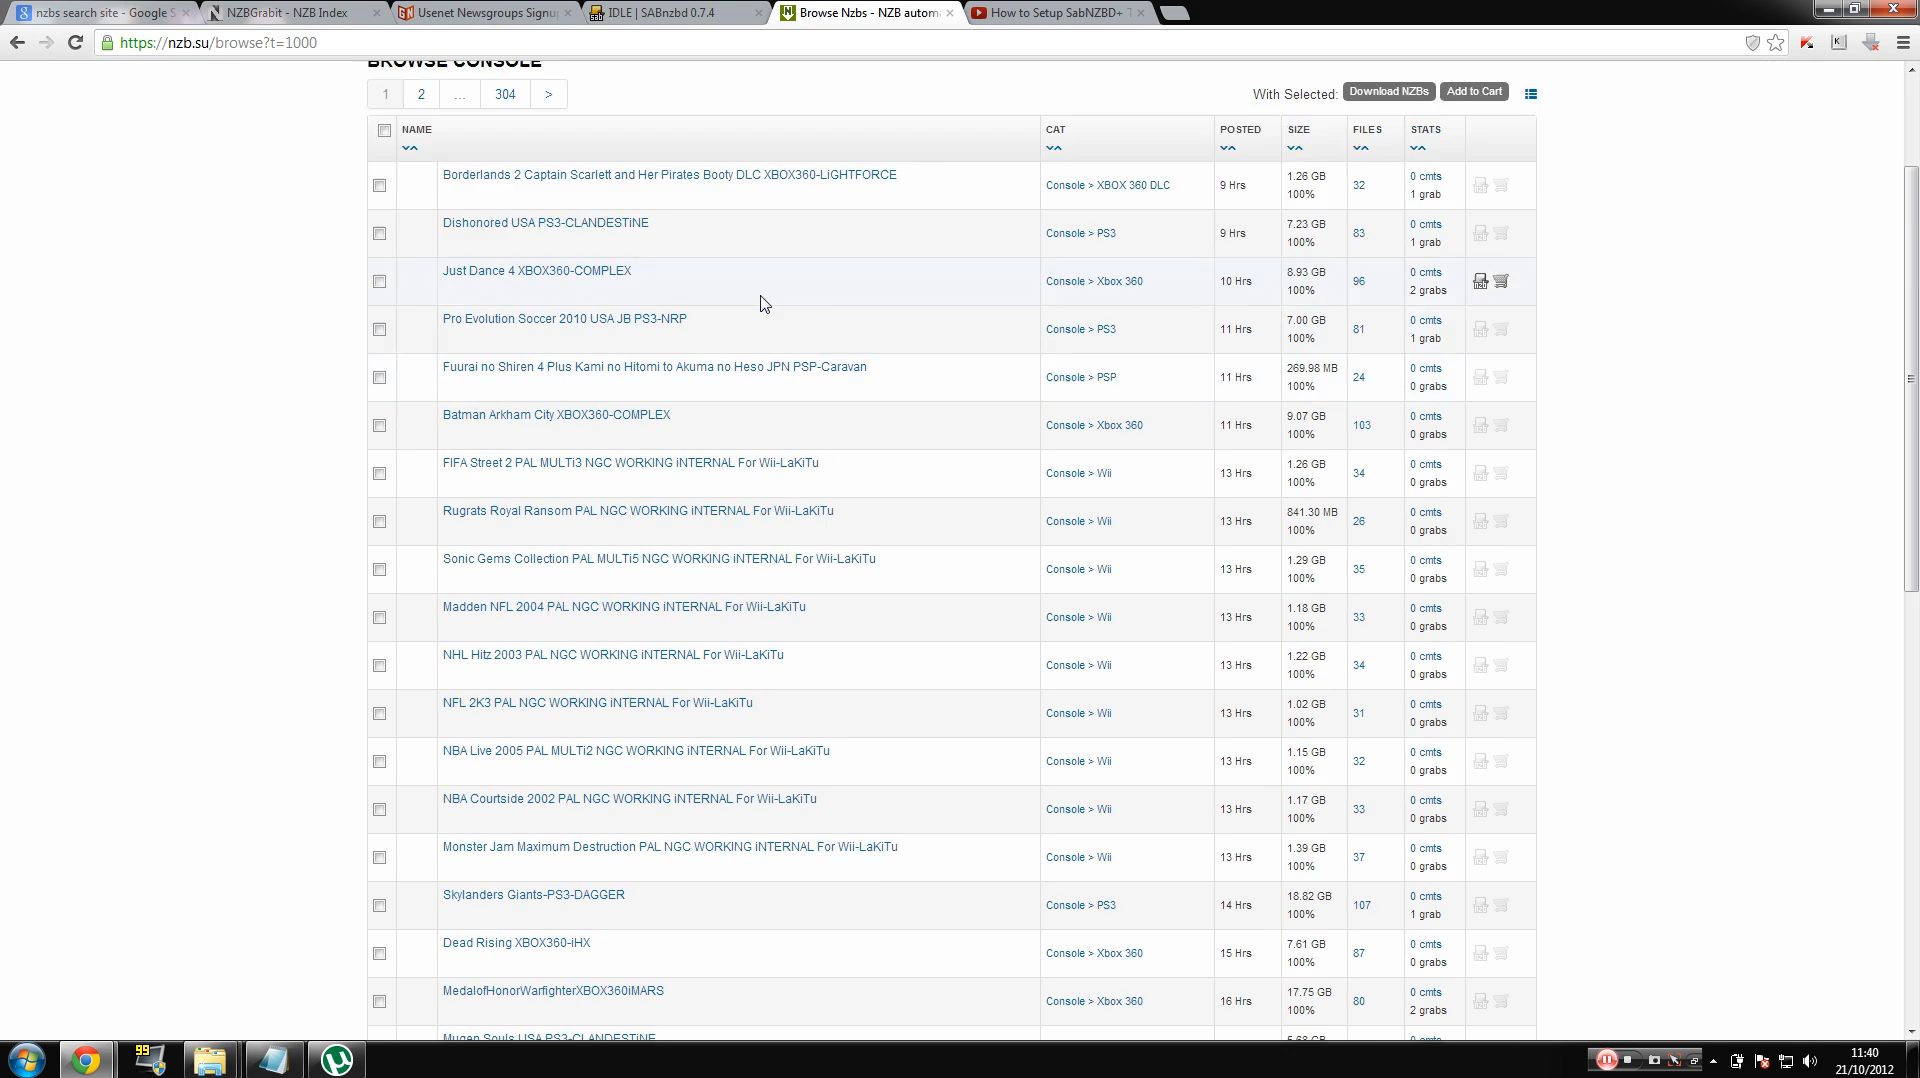 nzbs search site - Google S
NZBGrabit - NZB Index
Usenet Newsgroups Signup
IDLE | SABnzbd 0.7.4
Browse Nzbs - NZB autom
How to Setup SabNZBD+ T
https://nzb.su/browse?t=1000
BROWSE CONSOLE
1 2 ... 304 >
With Selected: Download NZBs Add to Cart
NAME CAT POSTED SIZE FILES STATS
Borderlands 2 Captain Scarlett and Her Pirates Booty DLC XBOX360-LiGHTFORCE Console > XBOX 360 DLC 9 Hrs 1.26 GB 32 0 cmts
100% 1 grab
Dishonored USA PS3-CLANDESTiNE Console > PS3 9 Hrs 7.23 GB 83 0 cmts
100% 1 grab
Just Dance 4 XBOX360-COMPLEX Console > Xbox 360 10 Hrs 8.93 GB 96 0 cmts
100% 2 grabs
Pro Evolution Soccer 2010 USA JB PS3-NRP Console > PS3 11 Hrs 7.00 GB 81 0 cmts
100% 1 grab
Fuurai no Shiren 4 Plus Kami no Hitomi to Akuma no Heso JPN PSP-Caravan Console > PSP 11 Hrs 269.98 MB 24 0 cmts
100% 0 grabs
Batman Arkham City XBOX360-COMPLEX Console > Xbox 360 11 Hrs 9.07 GB 103 0 cmts
100% 0 grabs
FIFA Street 2 PAL MULTi3 NGC WORKING iNTERNAL For Wii-LaKiTu Console > Wii 13 Hrs 1.26 GB 34 0 cmts
100% 0 grabs
Rugrats Royal Ransom PAL NGC WORKING iNTERNAL For Wii-LaKiTu Console > Wii 13 Hrs 841.30 MB 26 0 cmts
100% 0 grabs
Sonic Gems Collection PAL MULTi5 NGC WORKING iNTERNAL For Wii-LaKiTu Console > Wii 13 Hrs 1.29 GB 35 0 cmts
100% 0 grabs
Madden NFL 2004 PAL NGC WORKING iNTERNAL For Wii-LaKiTu Console > Wii 13 Hrs 1.18 GB 33 0 cmts
100% 0 grabs
NHL Hitz 2003 PAL NGC WORKING iNTERNAL For Wii-LaKiTu Console > Wii 13 Hrs 1.22 GB 34 0 cmts
100% 0 grabs
NFL 2K3 PAL NGC WORKING iNTERNAL For Wii-LaKiTu Console > Wii 13 Hrs 1.02 GB 31 0 cmts
100% 0 grabs
NBA Live 2005 PAL MULTi2 NGC WORKING iNTERNAL For Wii-LaKiTu Console > Wii 13 Hrs 1.15 GB 32 0 cmts
100% 0 grabs
NBA Courtside 2002 PAL NGC WORKING iNTERNAL For Wii-LaKiTu Console > Wii 13 Hrs 1.17 GB 33 0 cmts
100% 0 grabs
Monster Jam Maximum Destruction PAL NGC WORKING iNTERNAL For Wii-LaKiTu Console > Wii 13 Hrs 1.39 GB 37 0 cmts
100% 0 grabs
Skylanders Giants-PS3-DAGGER Console > PS3 14 Hrs 18.82 GB 107 0 cmts
100% 1 grab
Dead Rising XBOX360-iHX Console > Xbox 360 15 Hrs 7.61 GB 87 0 cmts
100% 0 grabs
MedalofHonorWarfighterXBOX360iMARS Console > Xbox 360 16 Hrs 17.75 GB 80 0 cmts
100% 2 grabs
Mugen Souls USA PS3-CLANDESTiNE 5.68 GB 0 cmts
99
11:40
21/10/2012